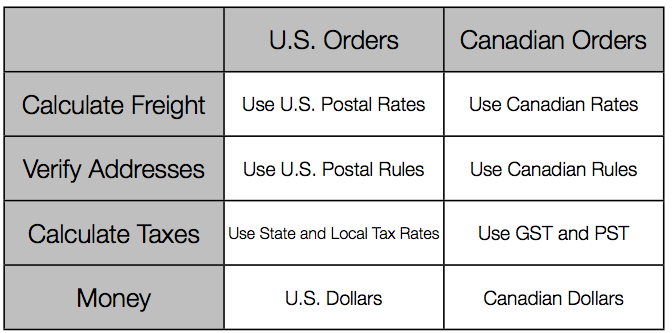 U.S. Orders Canadian Orders
Calculate Freight Use U.S. Postal Rates Use Canadian Rates
Verify Addresses Use U.S. Postal Rules Use Canadian Rules
Calculate Taxes Use State and Local Tax Rates Use GST and PST
Money U.S. Dollars Canadian Dollars